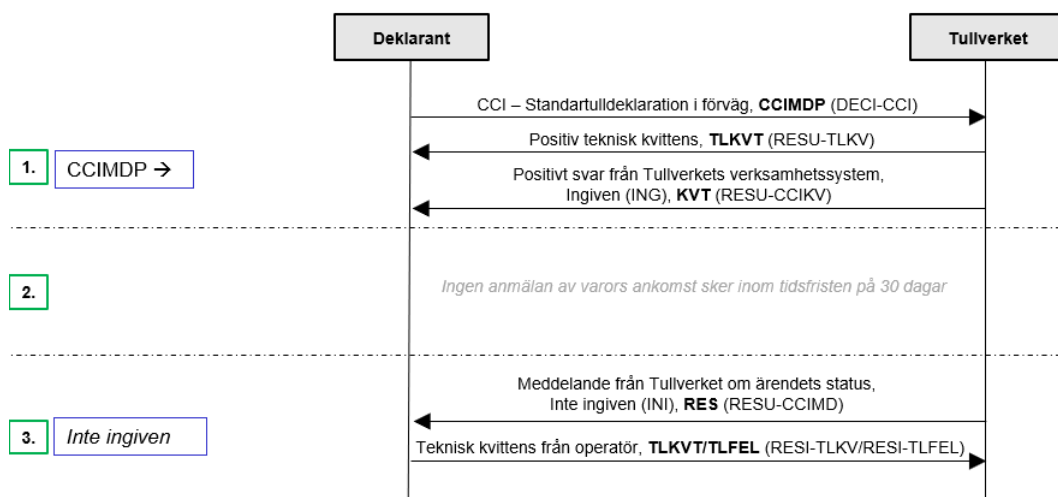 Deklarant
Tullverket
CCI – Standartulldeklaration i förväg, CCIMDP (DECI-CCI)
Positiv teknisk kvittens, TLKVT (RESU-TLKV)
1.
CCIMDP →
Positivt svar från Tullverkets verksamhetssystem,
Ingiven (ING), KVT (RESU-CCIKV)
2.
Ingen anmälan av varors ankomst sker inom tidsfristen på 30 dagar
Meddelande från Tullverket om ärendets status,
Inte ingiven (INI), RES (RESU-CCIMD)
3.
Inte ingiven
Teknisk kvittens från operatör, TLKVT/TLFEL (RESI-TLKV/RESI-TLFEL)